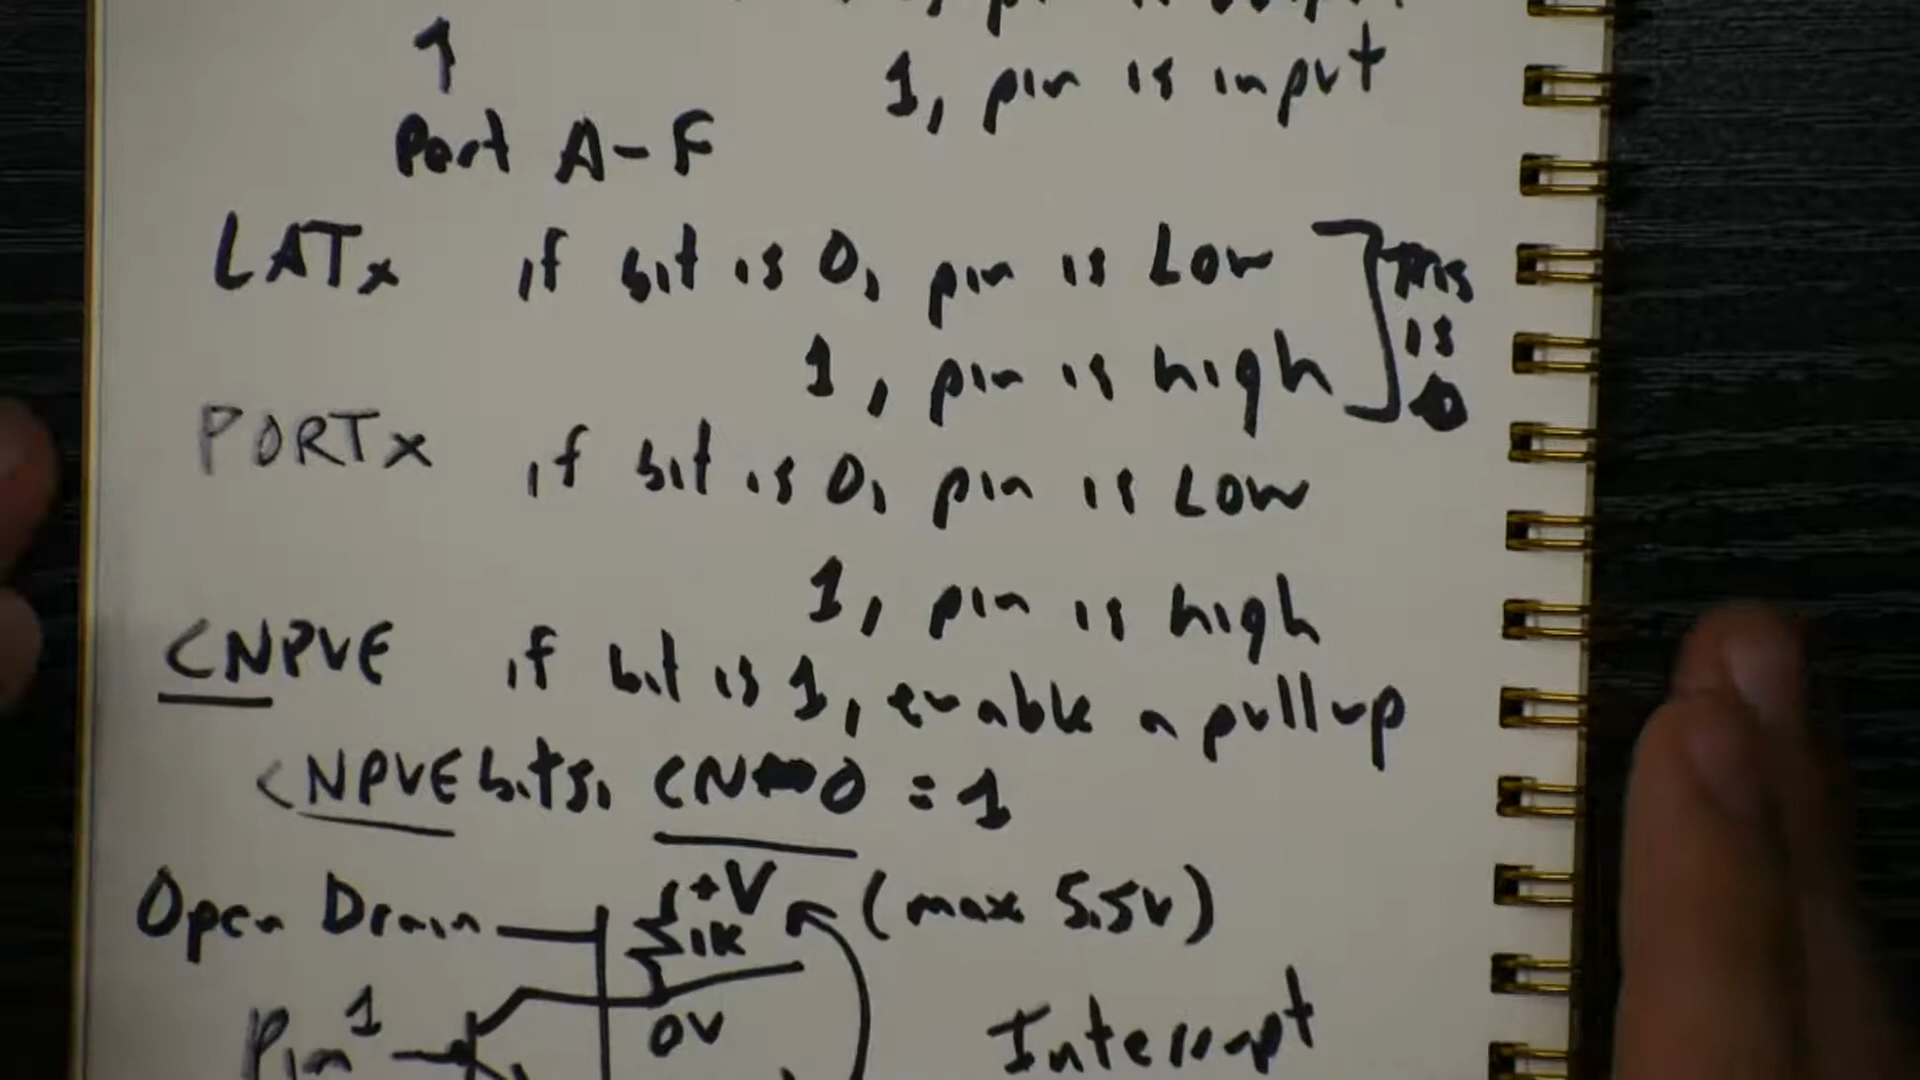 1, pin is input
Port A-F
LATx if bit is 0, pin is Low
1, pin is high
This is
PORTx if bit is 0, pin is Low
1, pin is high
CNPUE if bit is 1, enable a pullup
CNPUEbits. = 1
Open Drain
+V
1K
(max 5.5v)
0V
Pin
1
Interrupt